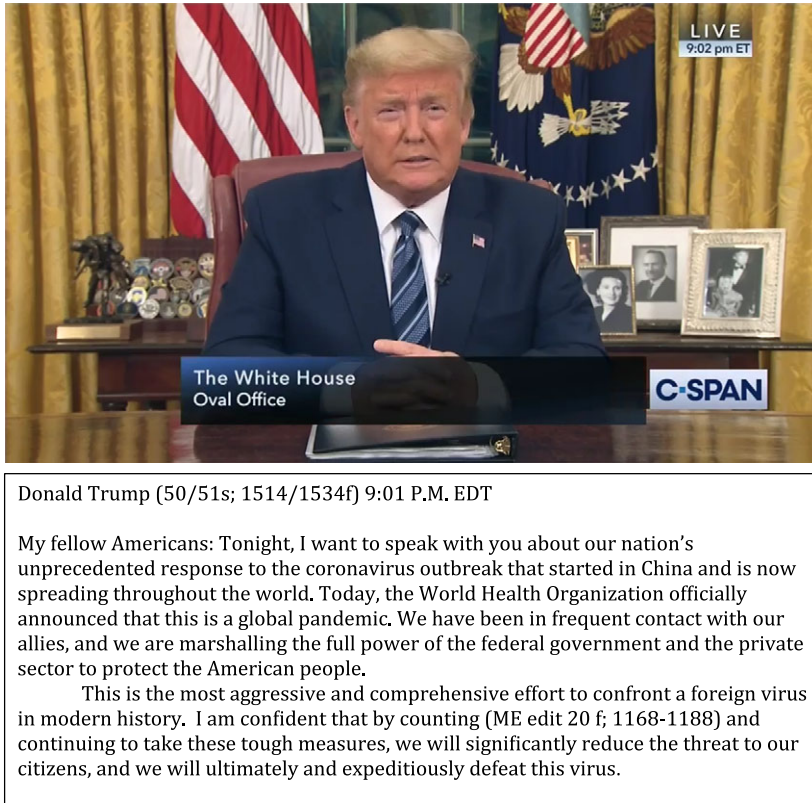 LIVE
9:02 pm ET
The White House
Oval Office
C-SPAN
Donald Trump (50/51s; 1514/1534f) 9:01 P.M. EDT
My fellow Americans: Tonight, I want to speak with you about our nation's
unprecedented response to the coronavirus outbreak that started in China and is now
spreading throughout the world. Today, the World Health Organization officially
announced that this is a global pandemic. We have been in frequent contact with our
allies, and we are marshalling the full power of the federal government and the private
sector to protect the American people.
This is the most aggressive and comprehensive effort to confront a foreign virus
in modern history. I am confident that by counting (ME edit 20 f; 1168-1188) and
continuing to take these tough measures, we will significantly reduce the threat to our
citizens, and we will ultimately and expeditiously defeat this virus.